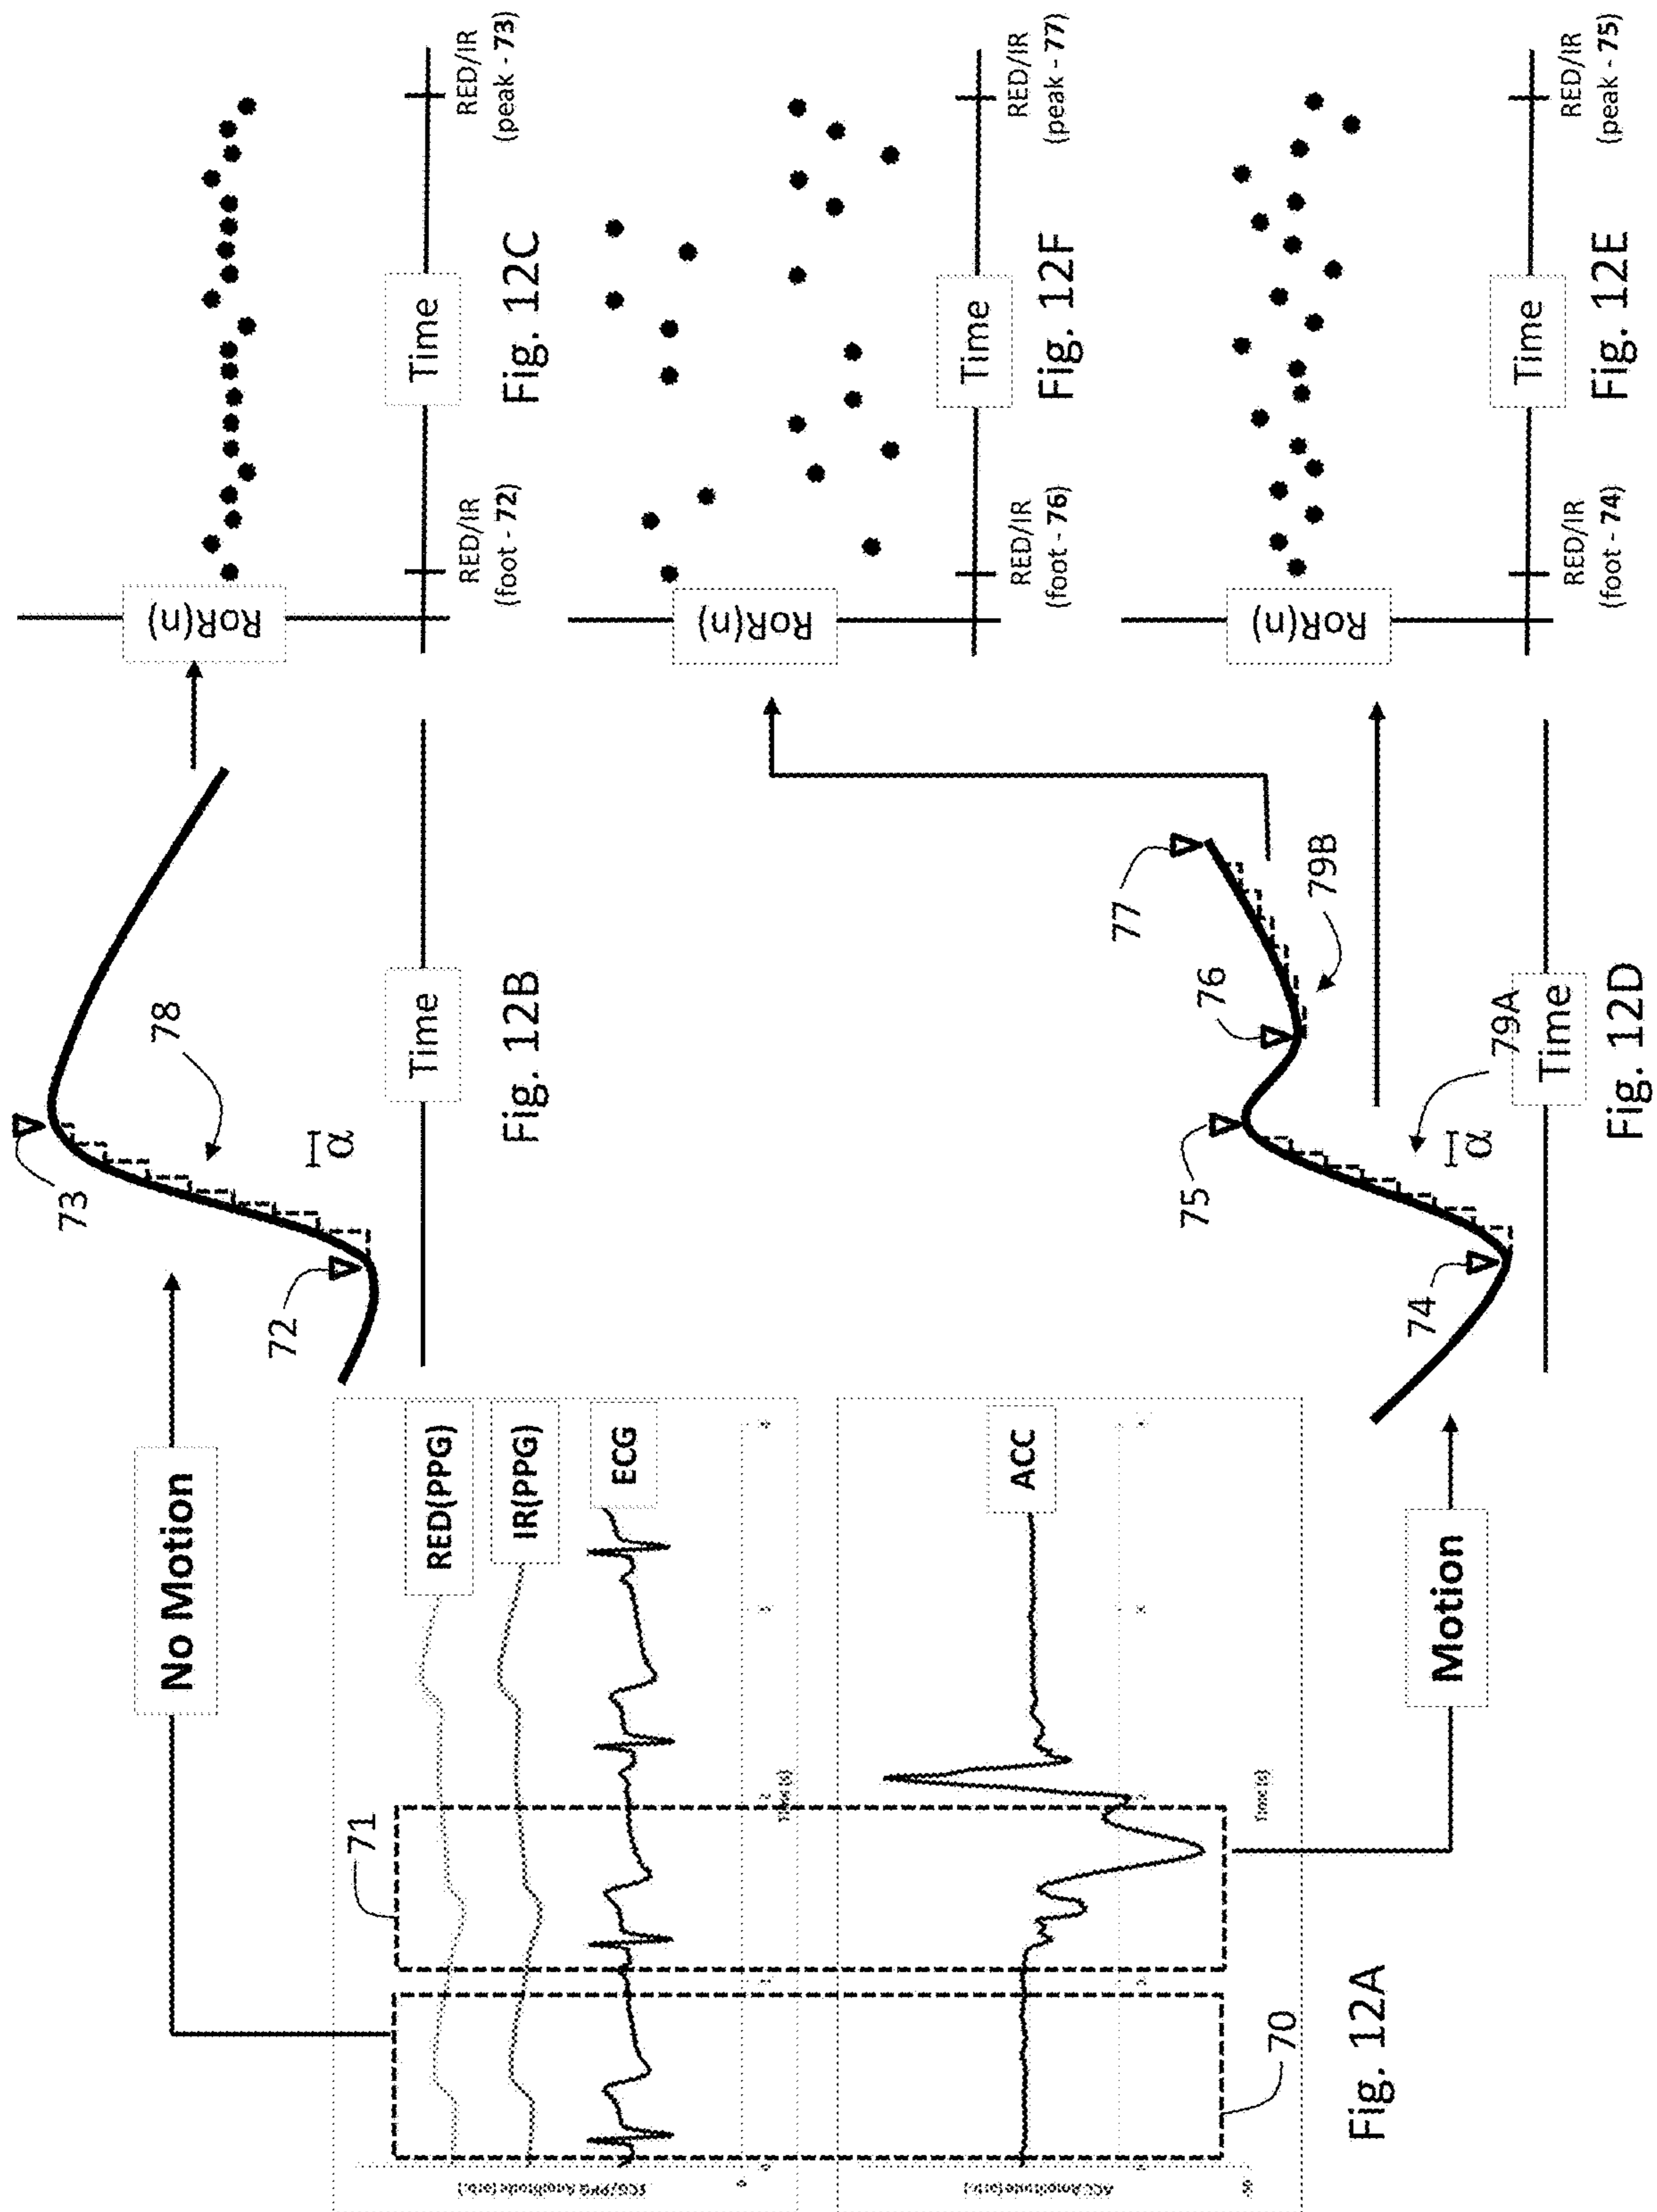 No Motion
71
RED(PPG)
IR(PPG)
ECG
ACC
70
Fig. 12A
Motion
73
78
α
72
Time
Fig. 12B
RoR(n)
Time
RED/IR
(foot - 72)
RED/IR
(peak - 73)
Fig. 12C
77
76
79B
75
74
α
79A
Time
Fig. 12D
RoR(n)
Time
RED/IR
(foot - 76)
RED/IR
(peak - 77)
Fig. 12F
RoR(n)
Time
RED/IR
(foot - 74)
RED/IR
(peak - 75)
Fig. 12E